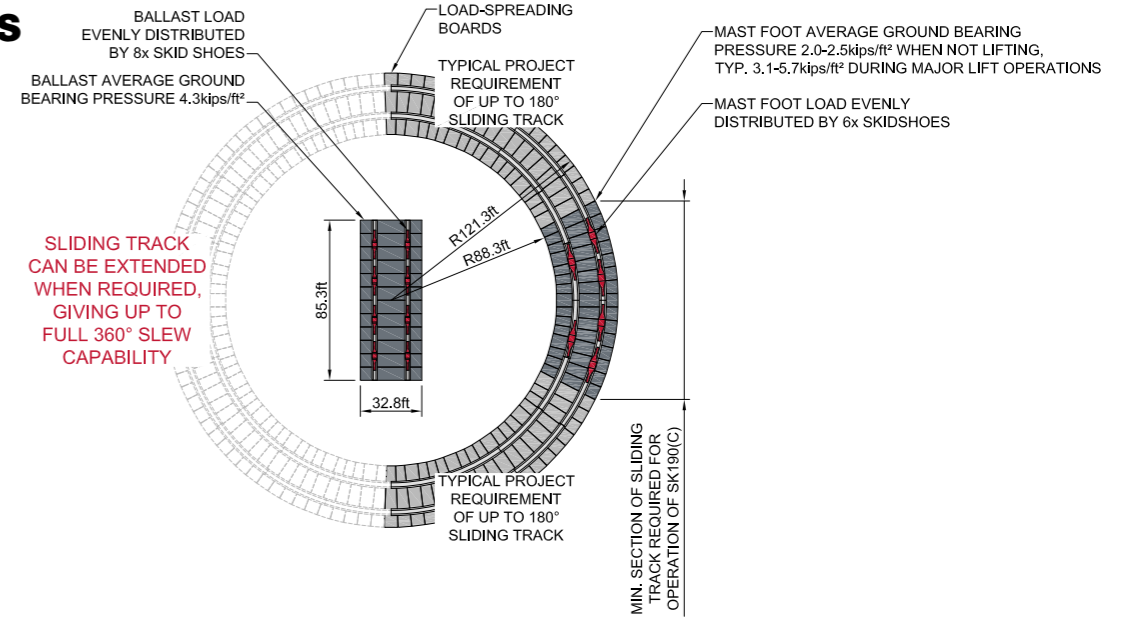 s
BALLAST LOAD
EVENLY DISTRIBUTED
BY 8x SKID SHOES
BALLAST AVERAGE GROUND
BEARING PRESSURE 4.3kips/ft²
LOAD-SPREADING
BOARDS
TYPICAL PROJECT
REQUIREMENT
OF UP TO 180°
SLIDING TRACK
MAST FOOT AVERAGE GROUND BEARING
PRESSURE 2.0-2.5kips/ft² WHEN NOT LIFTING,
TYP. 3.1-5.7kips/ft² DURING MAJOR LIFT OPERATIONS
MAST FOOT LOAD EVENLY
DISTRIBUTED BY 6x SKIDSHOES
SLIDING TRACK
CAN BE EXTENDED
WHEN REQUIRED,
GIVING UP TO
FULL 360° SLEW
CAPABILITY
R121.3ft
R88.3ft
85.3ft
32.8ft
TYPICAL PROJECT
REQUIREMENT
OF UP TO 180°
SLIDING TRACK
MIN. SECTION OF SLIDING
TRACK REQUIRED FOR
OPERATION OF SK190(C)